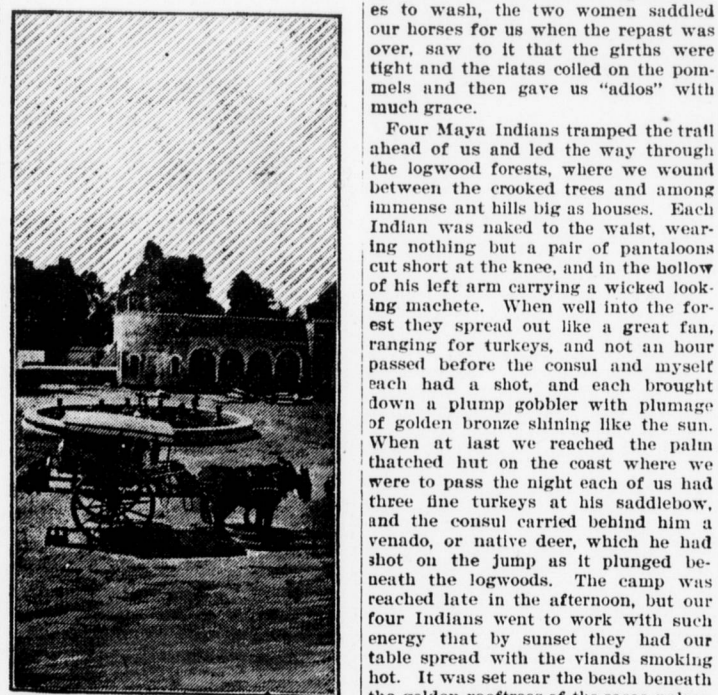 es to wash, the two women saddled
our horses for us when the repast was
over, saw to it that the girths were
tight and the riatas coiled on the pom-
mels and then gave us "adios" with
much grace.
Four Maya Indians tramped the trail
ahead of us and led the way through
the logwood forests, where we wound
between the crooked trees and among
immense ant hills big as houses. Each
Indian was naked to the waist, wear-
ing nothing but a pair of pantaloons
cut short at the knee, and in the hollow
of his left arm carrying a wicked look-
ing machete. When well into the for-
est they spread out like a great fan,
ranging for turkeys, and not an hour
passed before the consul and myself
each had a shot, and each brought
down a plump gobbler with plumage
of golden bronze shining like the sun.
When at last we reached the palm
thatched hut on the coast where we
were to pass the night each of us had
three fine turkeys at his saddlebow,
and the consul carried behind him a
venado, or native deer, which he had
shot on the jump as it plunged be-
neath the logwoods. The camp was
reached late in the afternoon, but our
four Indians went to work with such
energy that by sunset they had our
table spread with the viands smoking
hot. It was set near the beach beneath